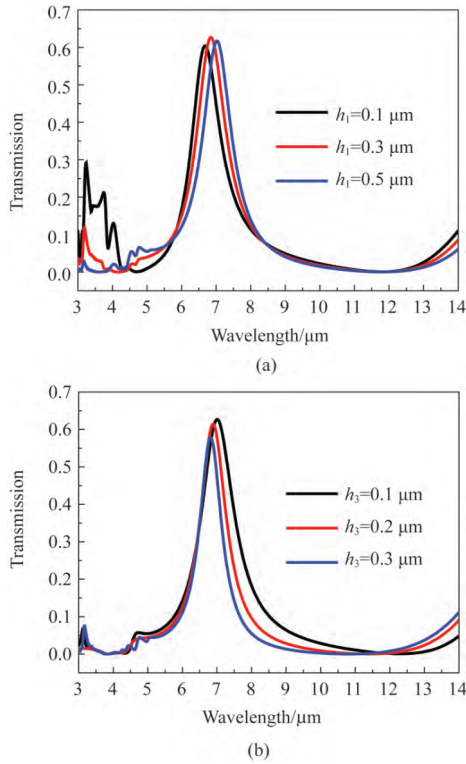 0.7
0.6
0.5
0.4
0.3
0.2
0.1
0.0
Transmission
h₁=0.1 μm
h₁=0.3 μm
h₁=0.5 μm
3 4 5 6 7 8 9 10 11 12 13 14
Wavelength/μm
(a)
0.7
0.6
0.5
0.4
0.3
0.2
0.1
0.0
Transmission
h₃=0.1 μm
h₃=0.2 μm
h₃=0.3 μm
3 4 5 6 7 8 9 10 11 12 13 14
Wavelength/μm
(b)